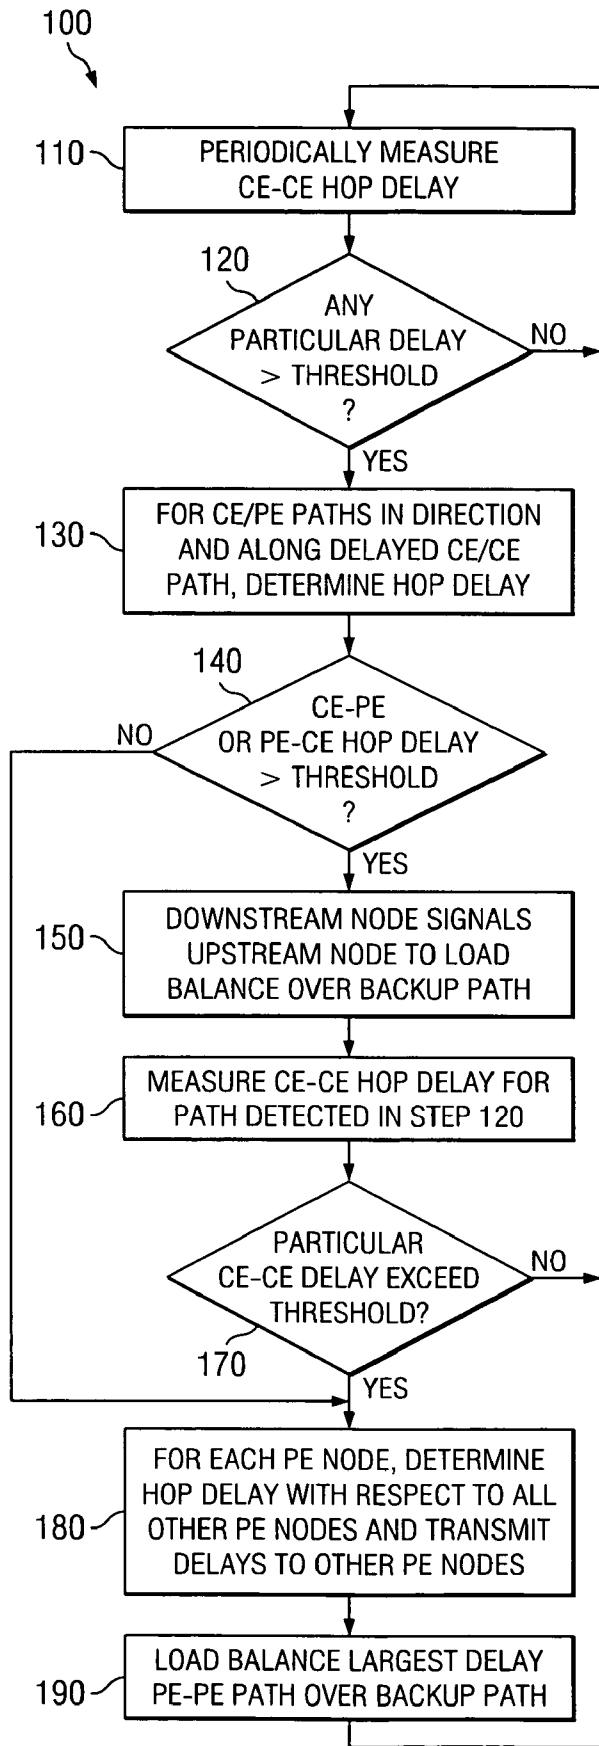 100
110
PERIODICALLY MEASURE
CE-CE HOP DELAY
120
ANY
PARTICULAR DELAY
> THRESHOLD
?
NO
YES
130
FOR CE/PE PATHS IN DIRECTION
AND ALONG DELAYED CE/CE
PATH, DETERMINE HOP DELAY
140
CE-PE
OR PE-CE HOP DELAY
> THRESHOLD
?
NO
YES
150
DOWNSTREAM NODE SIGNALS
UPSTREAM NODE TO LOAD
BALANCE OVER BACKUP PATH
160
MEASURE CE-CE HOP DELAY FOR
PATH DETECTED IN STEP 120
PARTICULAR
CE-CE DELAY EXCEED
THRESHOLD?
NO
170
YES
180
FOR EACH PE NODE, DETERMINE
HOP DELAY WITH RESPECT TO ALL
OTHER PE NODES AND TRANSMIT
DELAYS TO OTHER PE NODES
190
LOAD BALANCE LARGEST DELAY
PE-PE PATH OVER BACKUP PATH